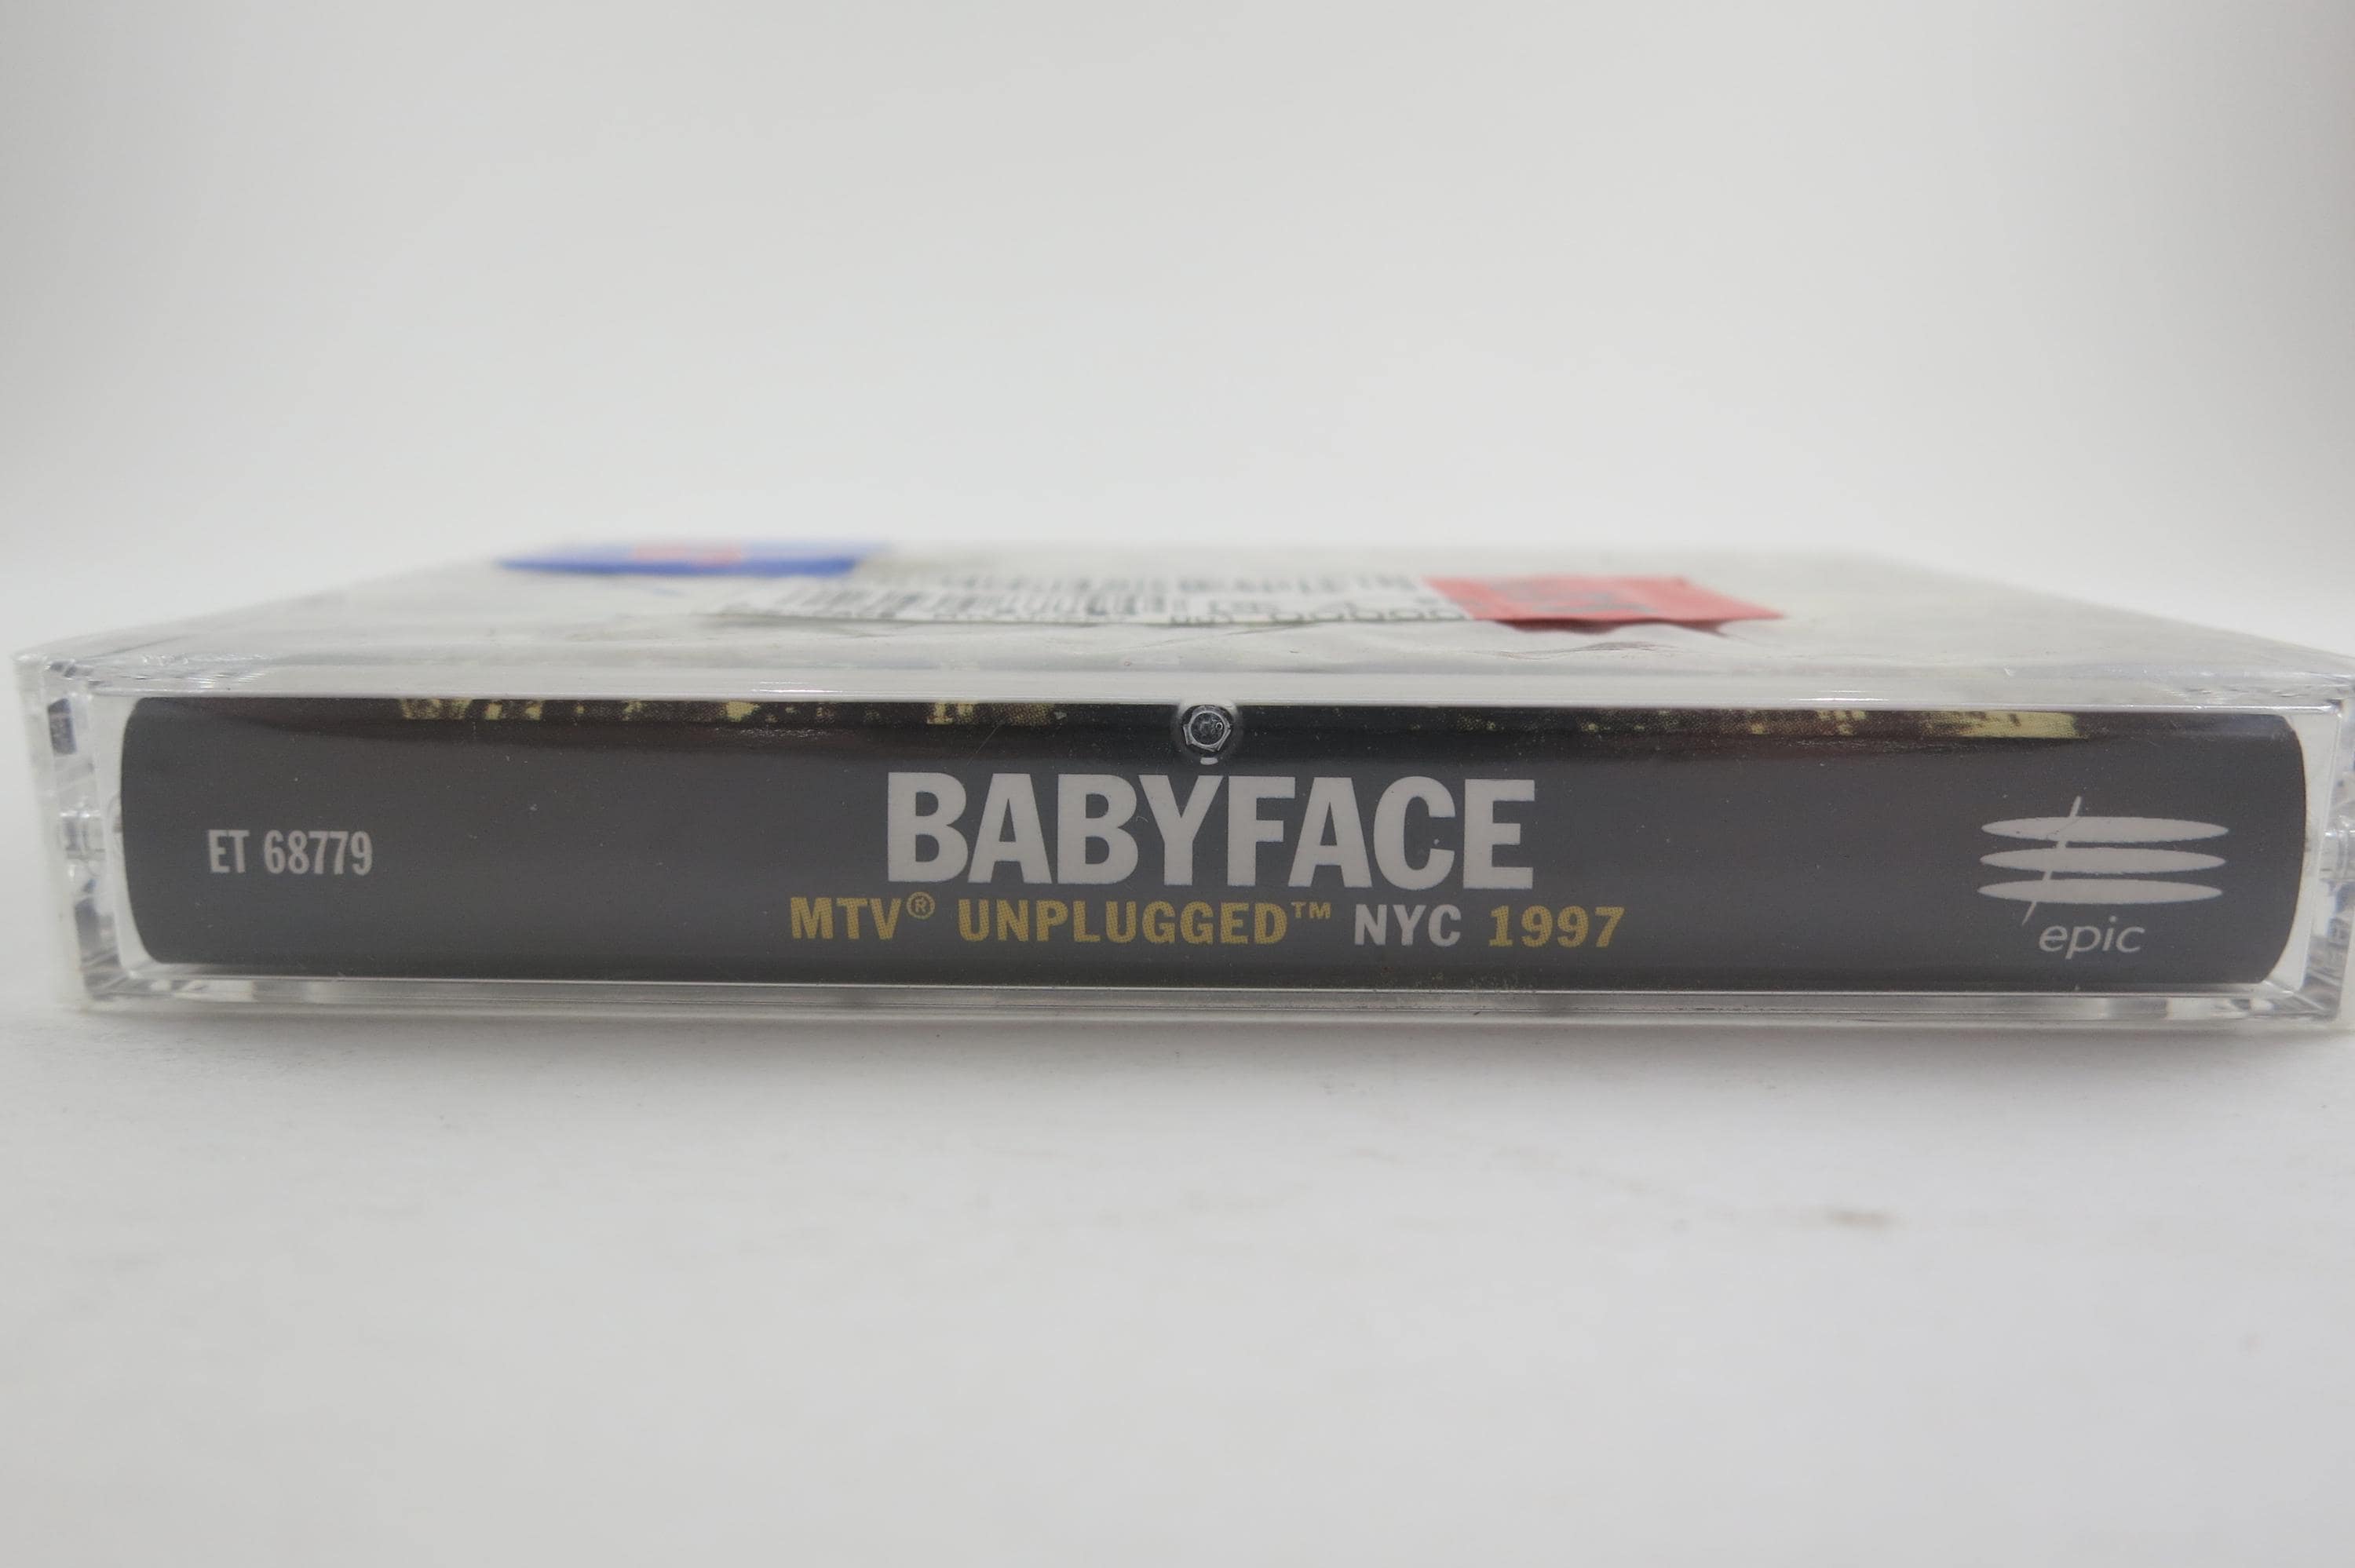 ET 68779
BABYFACE
MTV® UNPLUGGED™ NYC 1997
epic